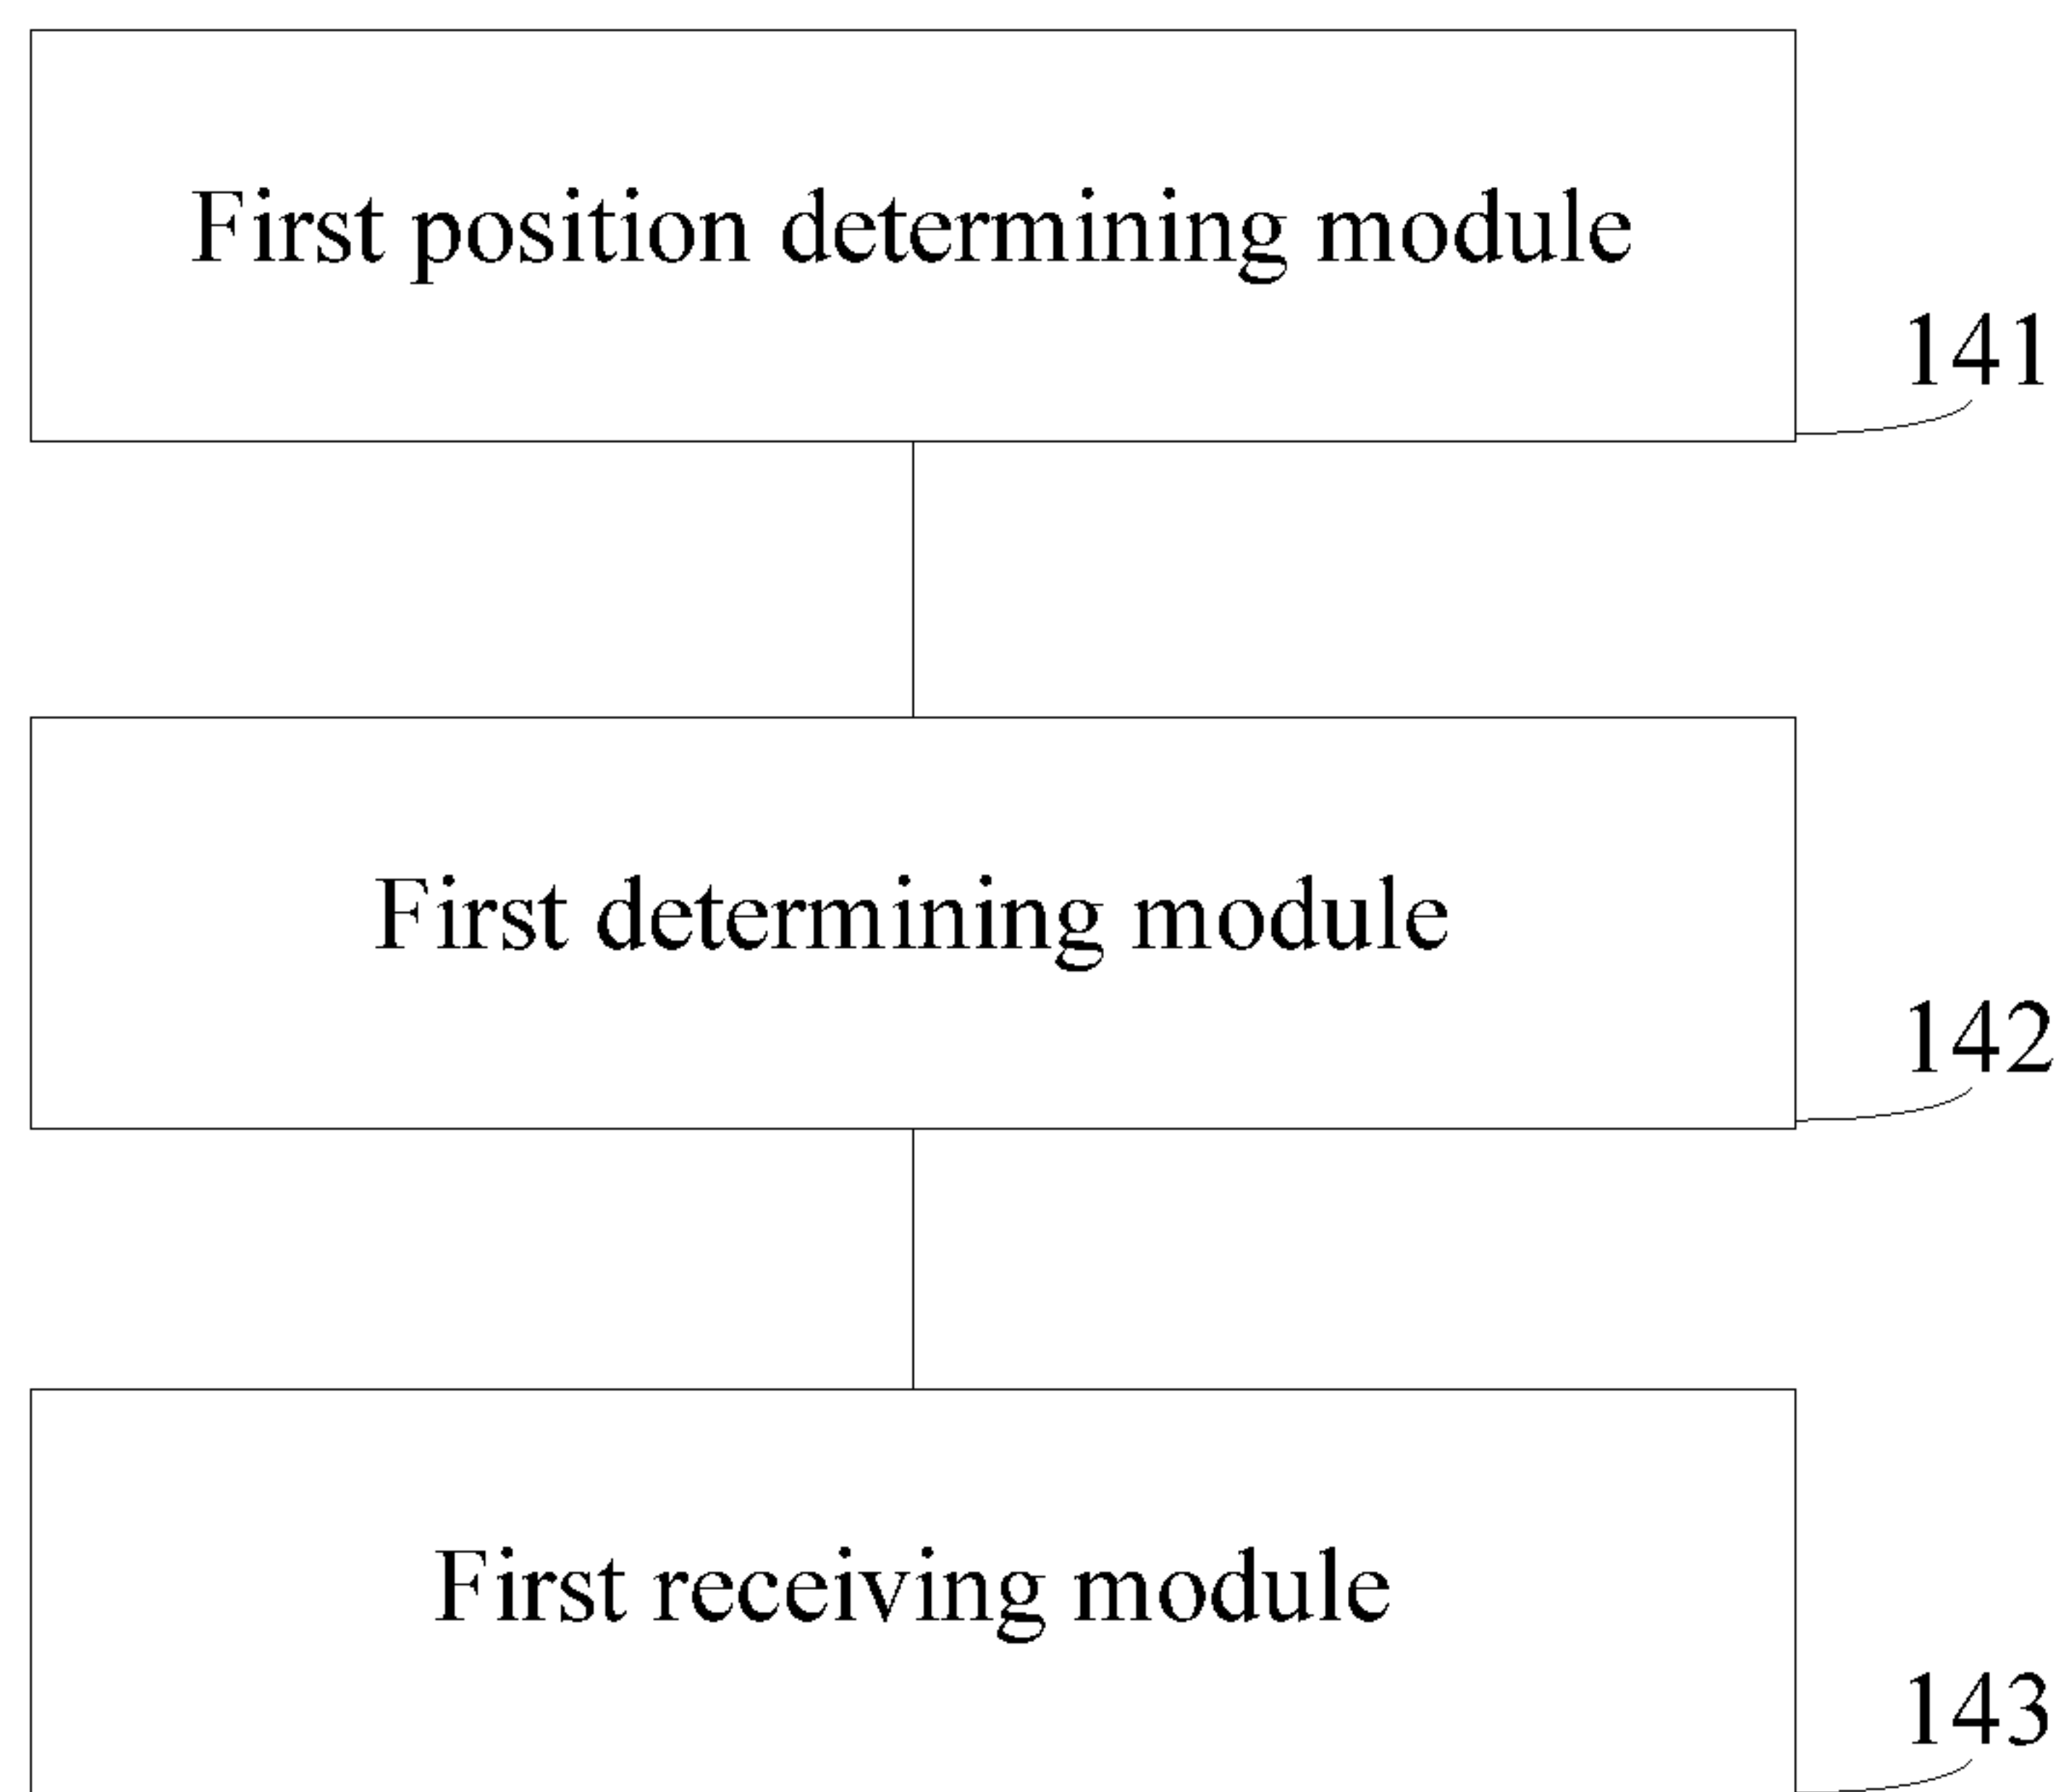 First position determining module
141
First determining module
142
First receiving module
143